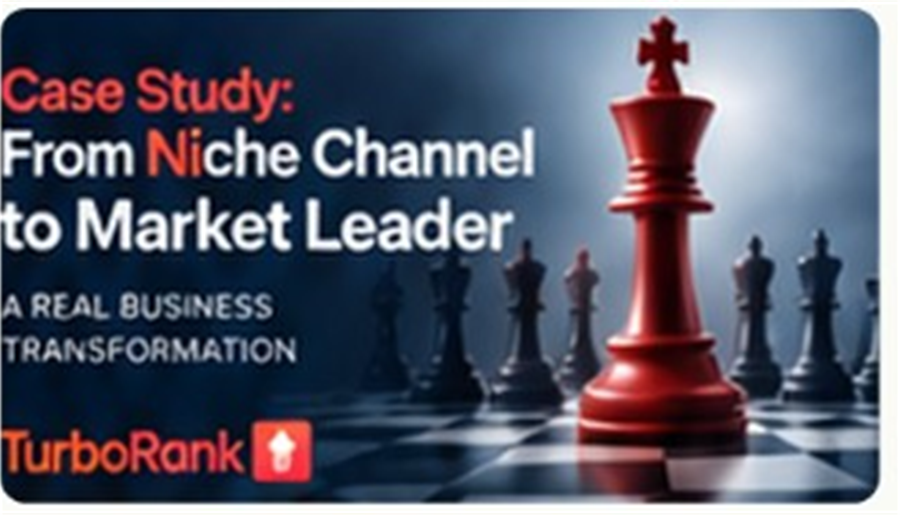 Case Study:
From Niche Channel
to Market Leader
A REAL BUSINESS
TRANSFORMATION
TurboRank